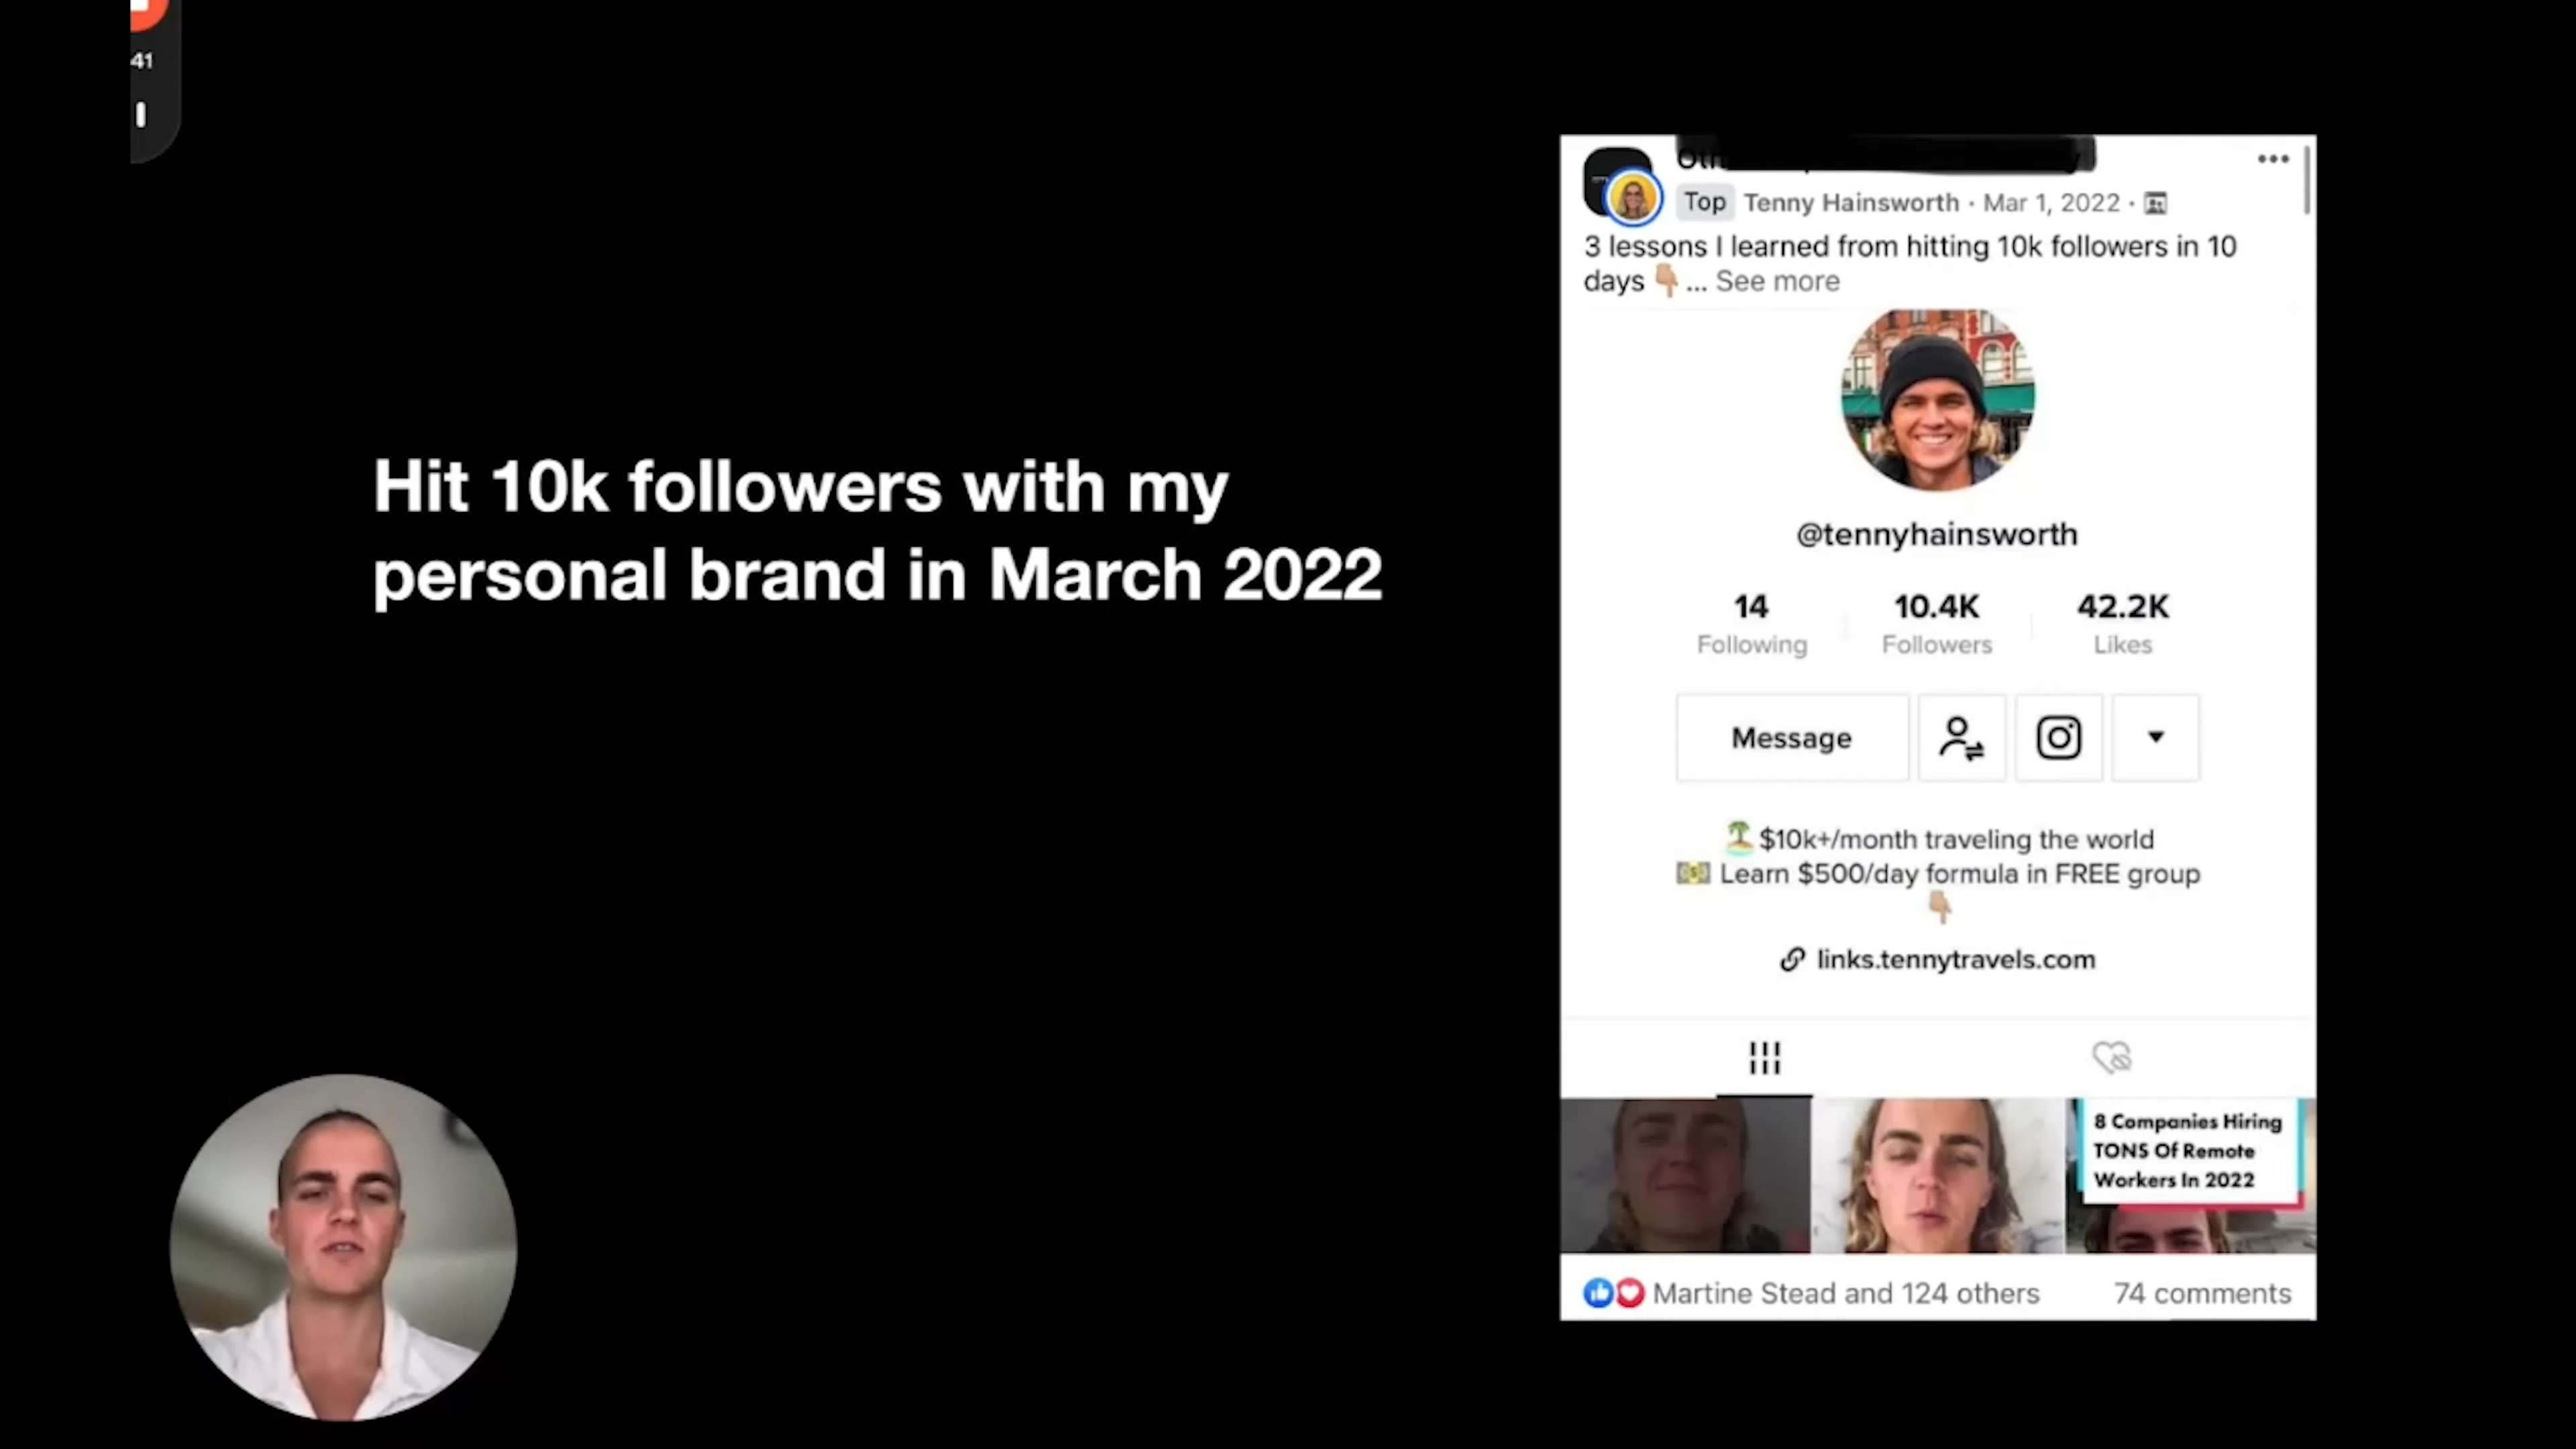 41
Hit 10k followers with my
personal brand in March 2022
Top Tenny Hainsworth · Mar 1, 2022 ·
3 lessons I learned from hitting 10k followers in 10
days 👇🏼 ... See more
@tennyhainsworth
14 10.4K 42.2K
Following Followers Likes
Message
🏝️ $10k+/month traveling the world
💵 Learn $500/day formula in FREE group
👇🏼
links.tennytravels.com
8 Companies Hiring
TONS Of Remote
Workers In 2022
Martine Stead and 124 others 74 comments